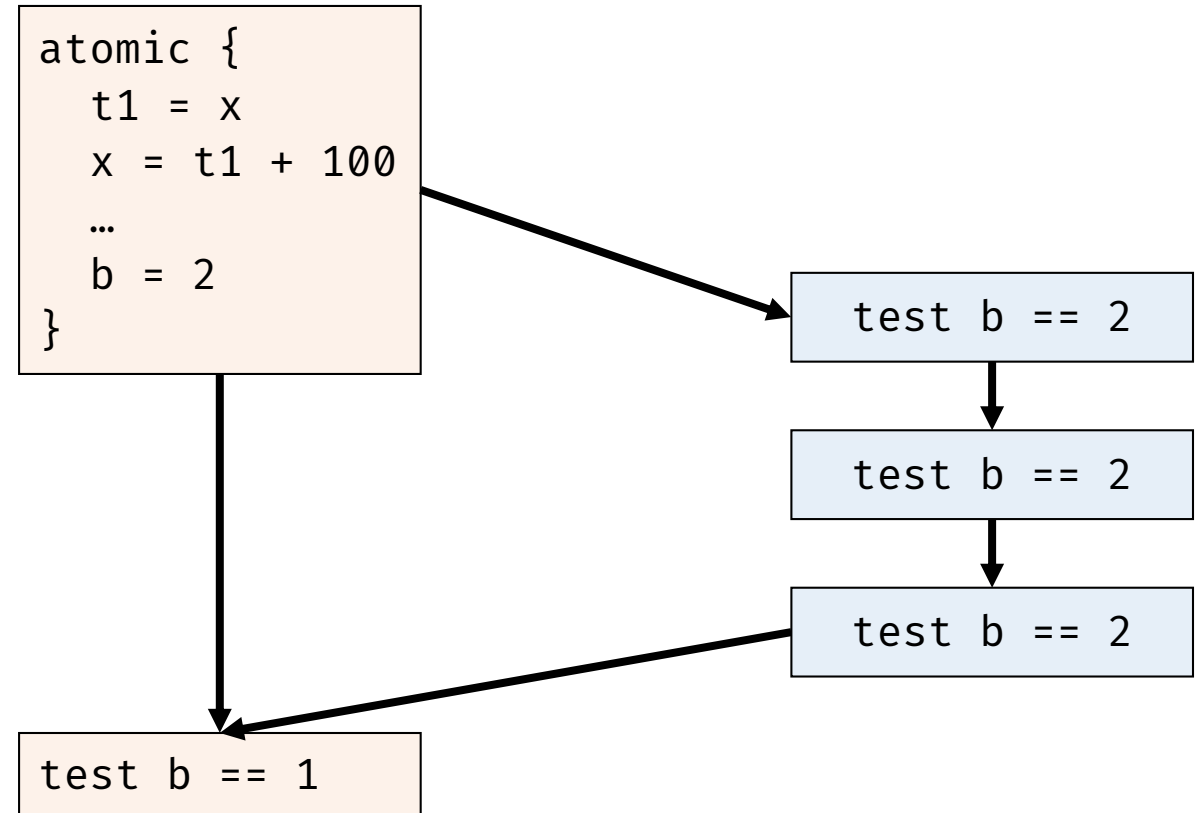 atomic {
  t1 = x
  x = t1 + 100
  …
  b = 2
}
test b == 2
test b == 2
test b == 2
test b == 1